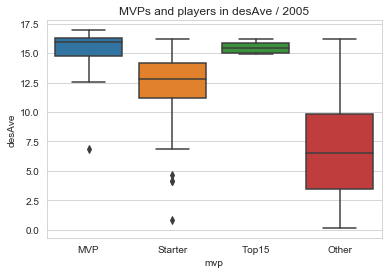 MVPs and players in desAve / 2005
17.5
15.0
12.5
10.0
7.5
5.0
2.5
0.0
desAve
MVP Starter Top15 Other
mvp